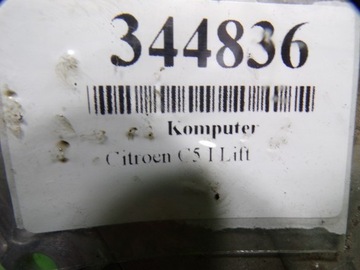 344836
Komputer
Citroen C5 I Lift